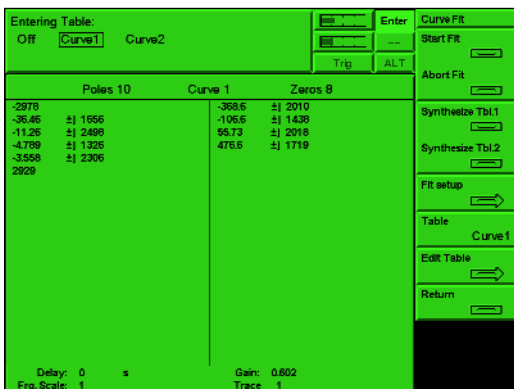 Entering Table:
Off Curve1 Curve2
Enter
--
Trig ALT
Poles 10 Curve 1 Zeros 8
-2978 -368.6 ±j 2010
-36.46 ±j 1656 -106.6 ±j 1438
-11.26 ±j 2498 55.73 ±j 2018
-4.789 ±j 1326 476.6 ±j 1719
-3.558 ±j 2306
2929
Delay: 0 s Gain: 0.602
Frq. Scale: 1 Trace 1
Curve Fit
Start Fit
Abort Fit
Synthesize Tbl.1
Synthesize Tbl.2
Fit setup
Table
Curve1
Edit Table
Return